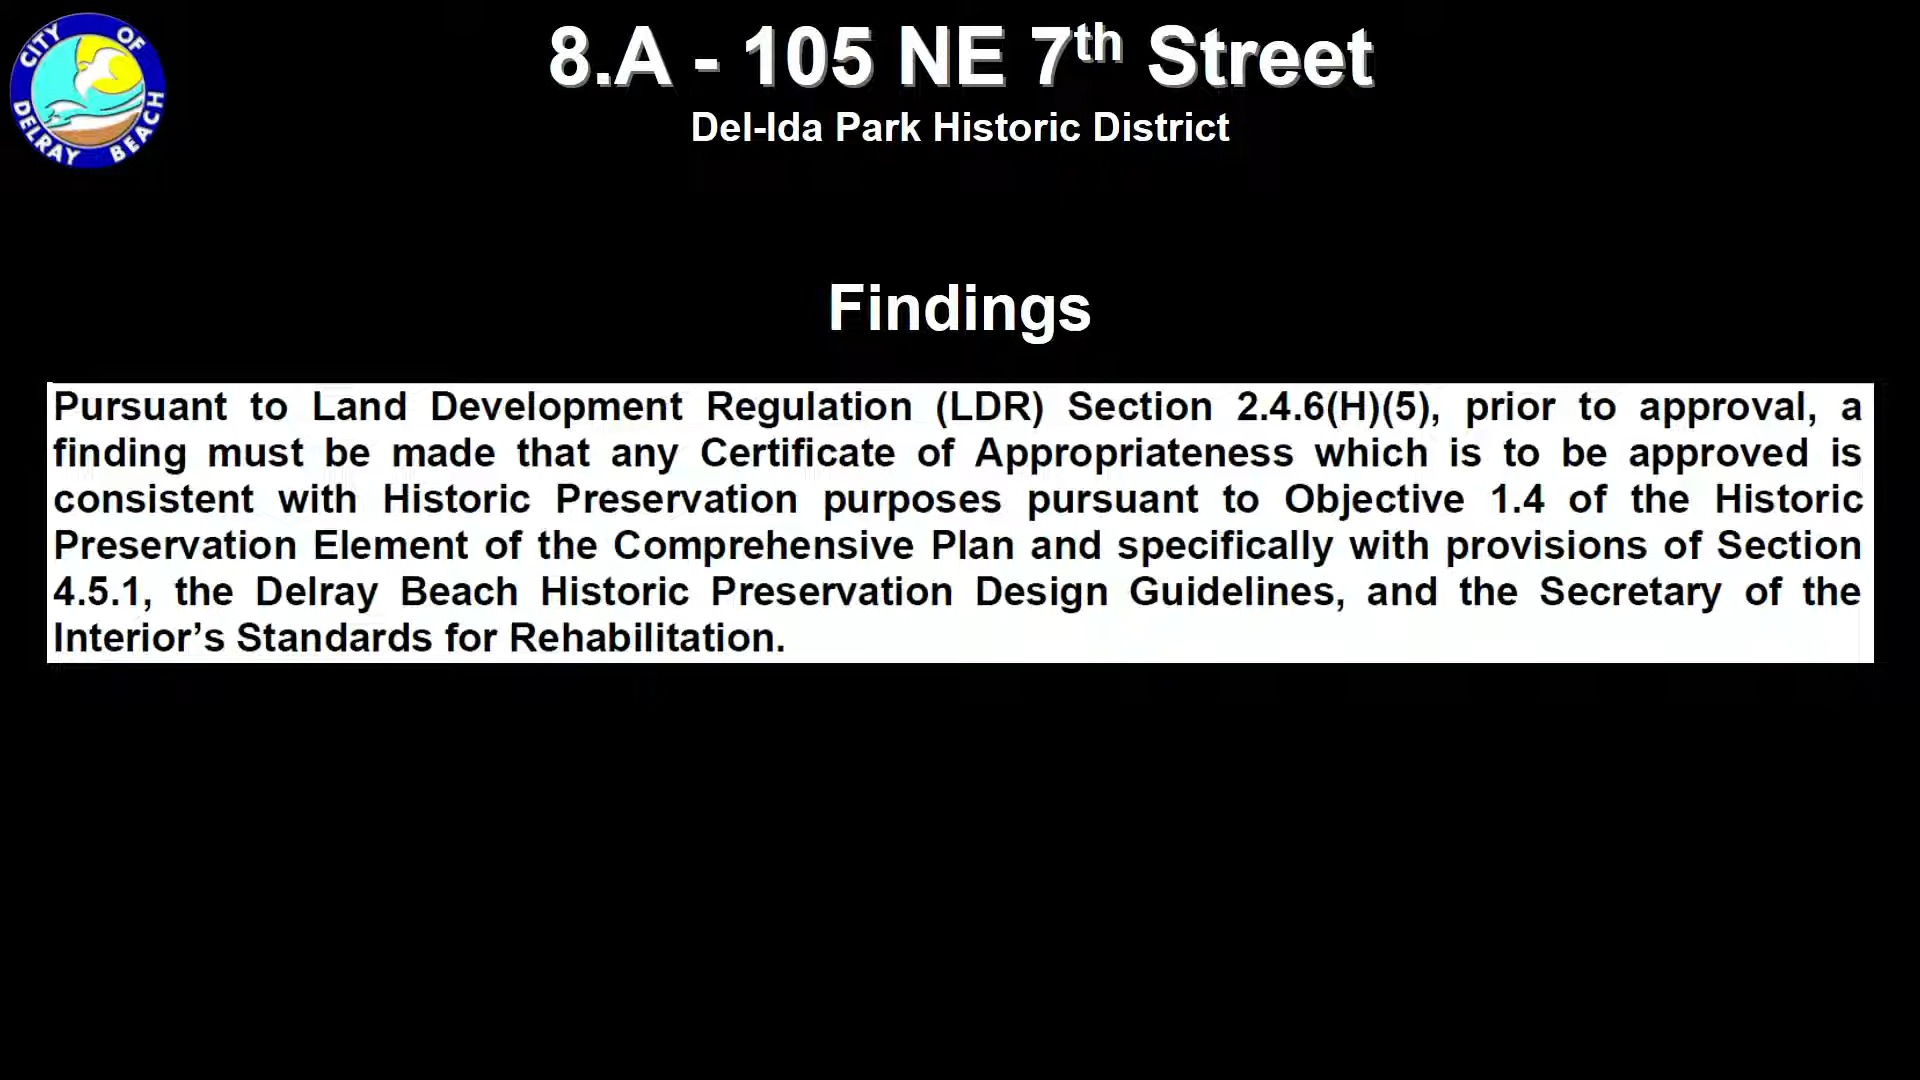 CITY OF
DELRAY BEACH
8.A - 105 NE 7th Street
Del-Ida Park Historic District
Findings
Pursuant to Land Development Regulation (LDR) Section 2.4.6(H)(5), prior to approval, a
finding must be made that any Certificate of Appropriateness which is to be approved is
consistent with Historic Preservation purposes pursuant to Objective 1.4 of the Historic
Preservation Element of the Comprehensive Plan and specifically with provisions of Section
4.5.1, the Delray Beach Historic Preservation Design Guidelines, and the Secretary of the
Interior’s Standards for Rehabilitation.